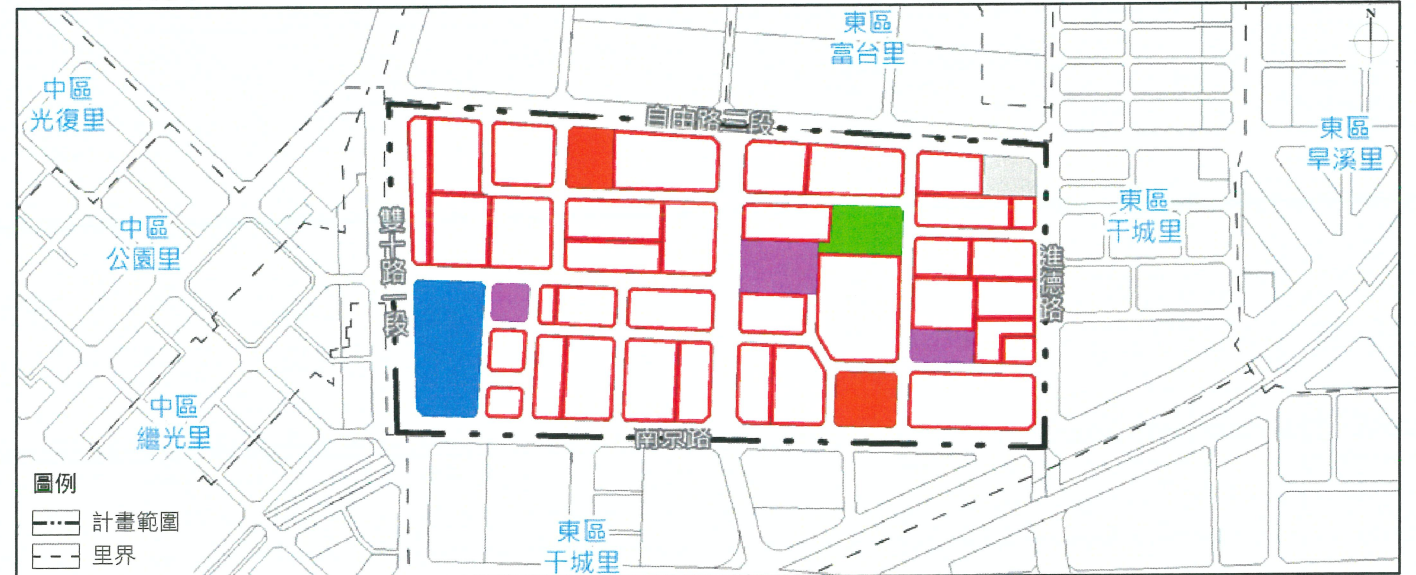 東區
富台里
N
中區
光復里
自由路二段
東區
旱溪里
東區
干城里
中區
公園里
雙十路一段
進德路
中區
繼光里
南京路
圖例
計畫範圍
里界
東區
干城里